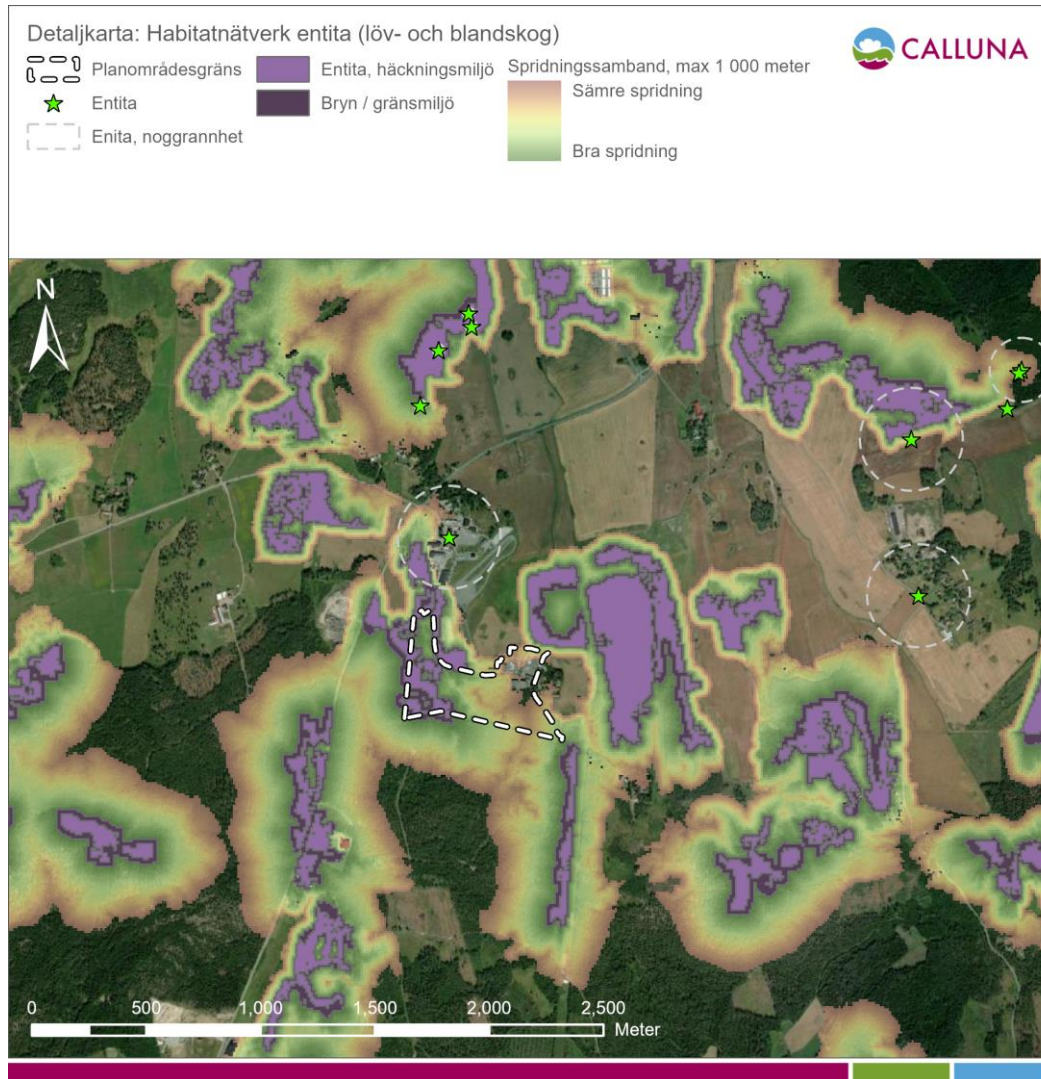 Detaljkarta: Habitatnätverk entita (löv- och blandskog)
CALLUNA
Planområdesgräns
Entita, häckningsmiljö
Spridningssamband, max 1 000 meter
Sämre spridning
Entita
Bryn / gränsmiljö
Enita, noggrannhet
Bra spridning
N
0 500 1,000 1,500 2,000 2,500
Meter